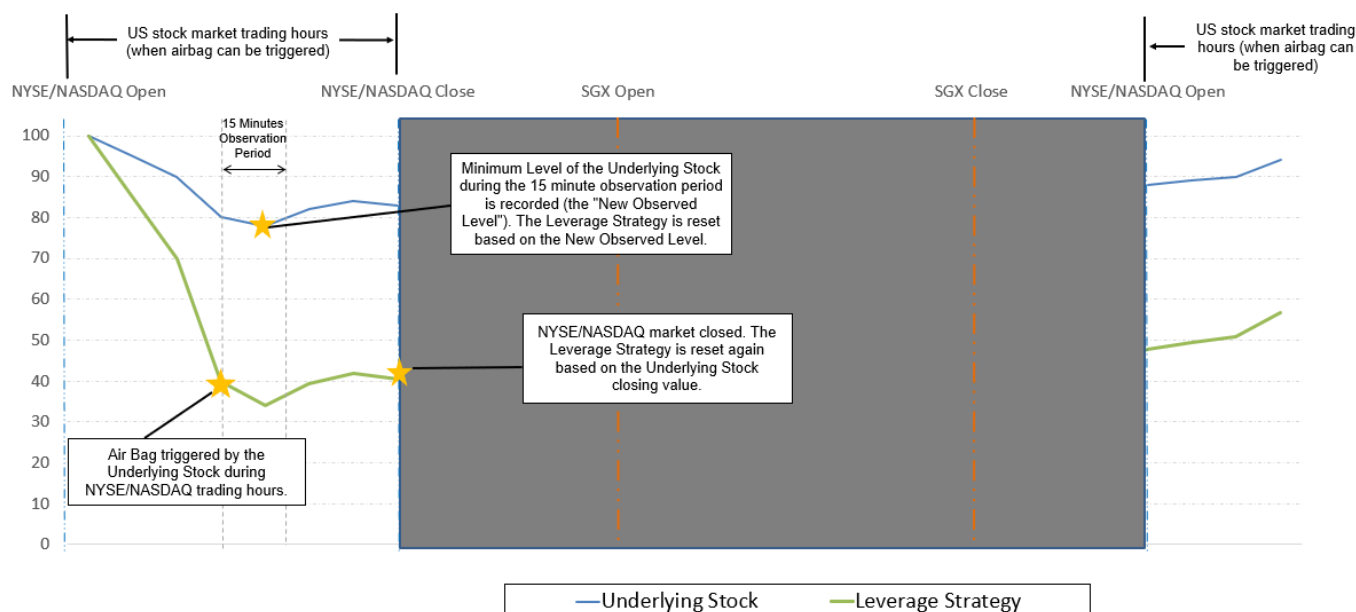 US stock market trading hours
(when airbag can be triggered)
US stock market trading
hours (when airbag can
be triggered)
NYSE/NASDAQ Open
NYSE/NASDAQ Close
SGX Open
SGX Close
NYSE/NASDAQ Open
15 Minutes
Observation
Period
100
90
80
70
60
50
40
30
20
10
0
Minimum Level of the Underlying Stock
during the 15 minute observation period
is recorded (the "New Observed
Level"). The Leverage Strategy is reset
based on the New Observed Level.
NYSE/NASDAQ market closed. The
Leverage Strategy is reset again
based on the Underlying Stock
closing value.
Air Bag triggered by the
Underlying Stock during
NYSE/NASDAQ trading hours.
Underlying Stock
Leverage Strategy